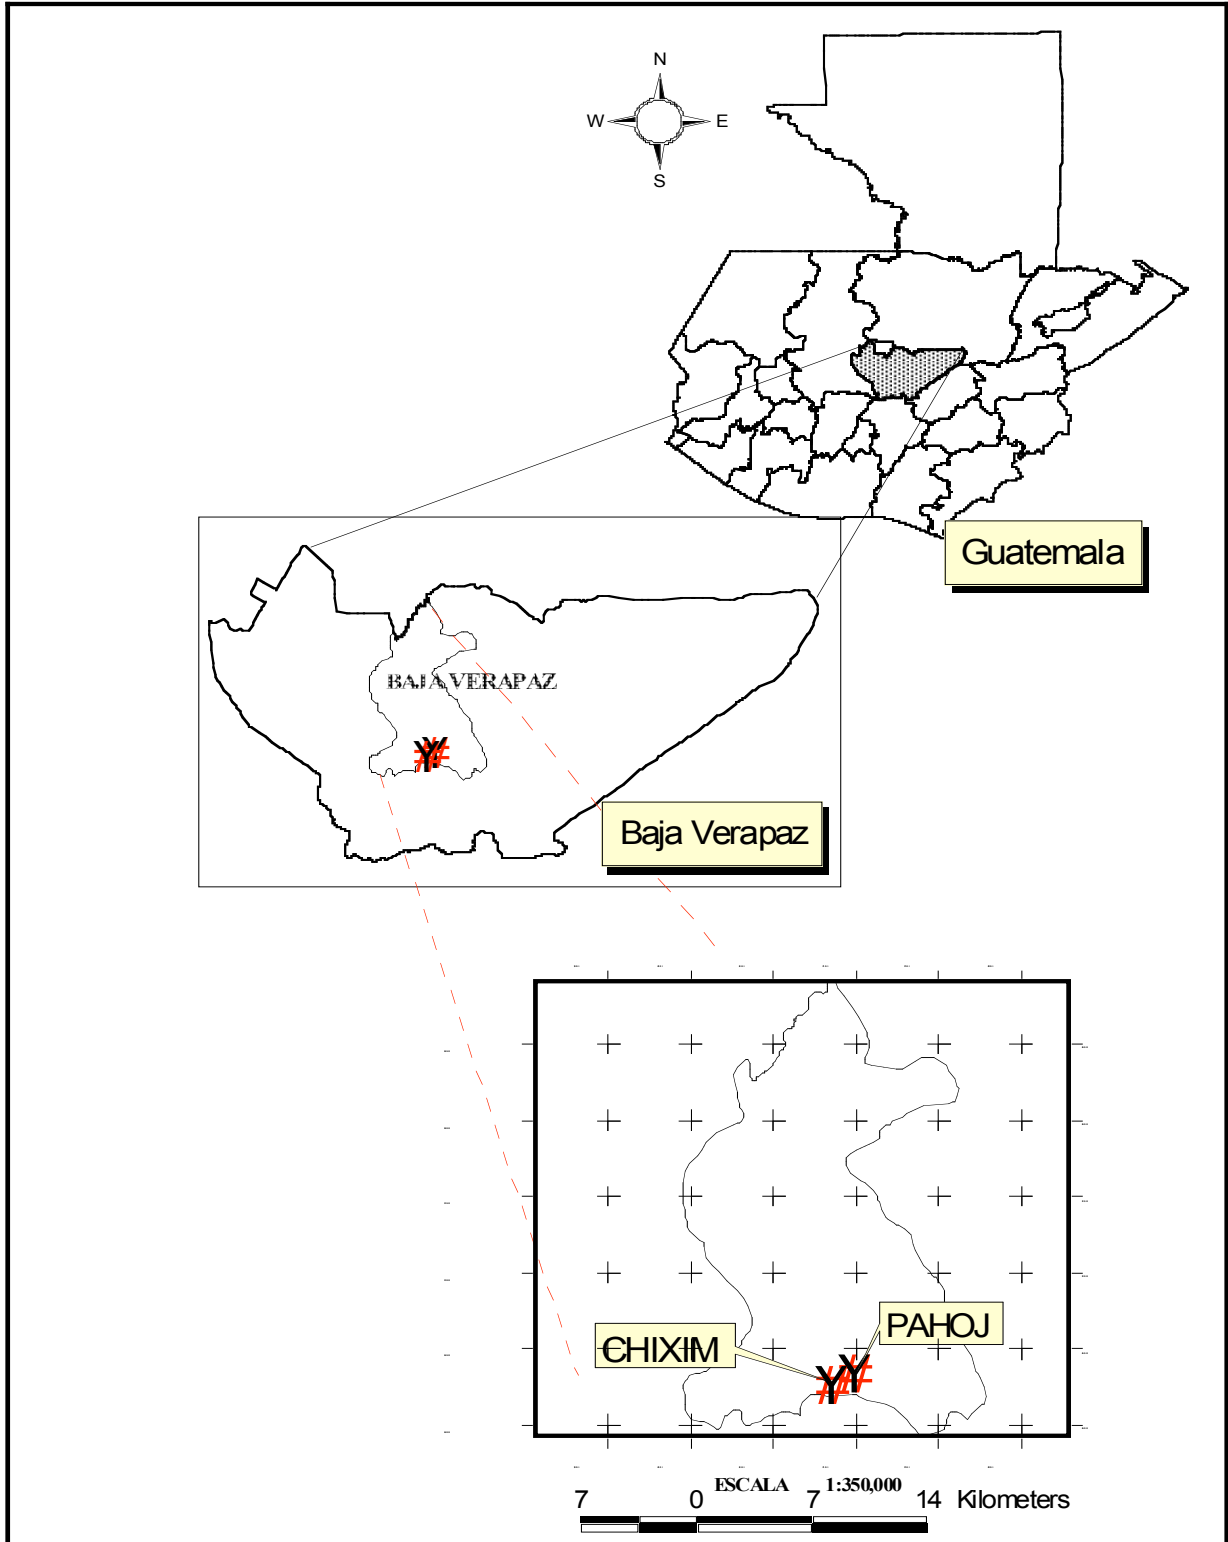 N
W E
S
Guatemala
BAJA VERAPAZ
Baja Verapaz
PAHOJ
CHIXIM
ESCALA 1:350,000
7 0 7 14 Kilometers